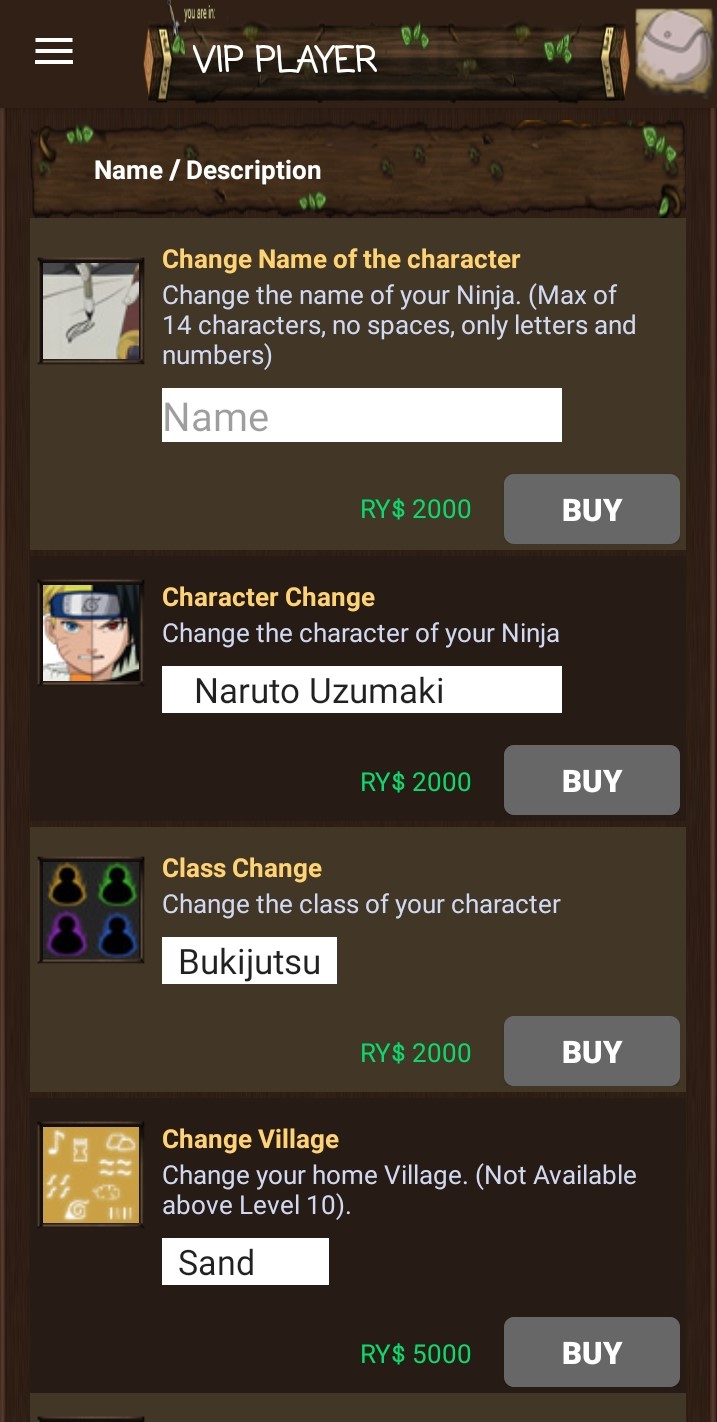 you are in:
VIP PLAYER
Name / Description
Change Name of the character
Change the name of your Ninja. (Max of
14 characters, no spaces, only letters and
numbers)
Name
RY$ 2000
BUY
Character Change
Change the character of your Ninja
Naruto Uzumaki
RY$ 2000
BUY
Class Change
Change the class of your character
Bukijutsu
RY$ 2000
BUY
Change Village
Change your home Village. (Not Available
above Level 10).
Sand
RY$ 5000
BUY